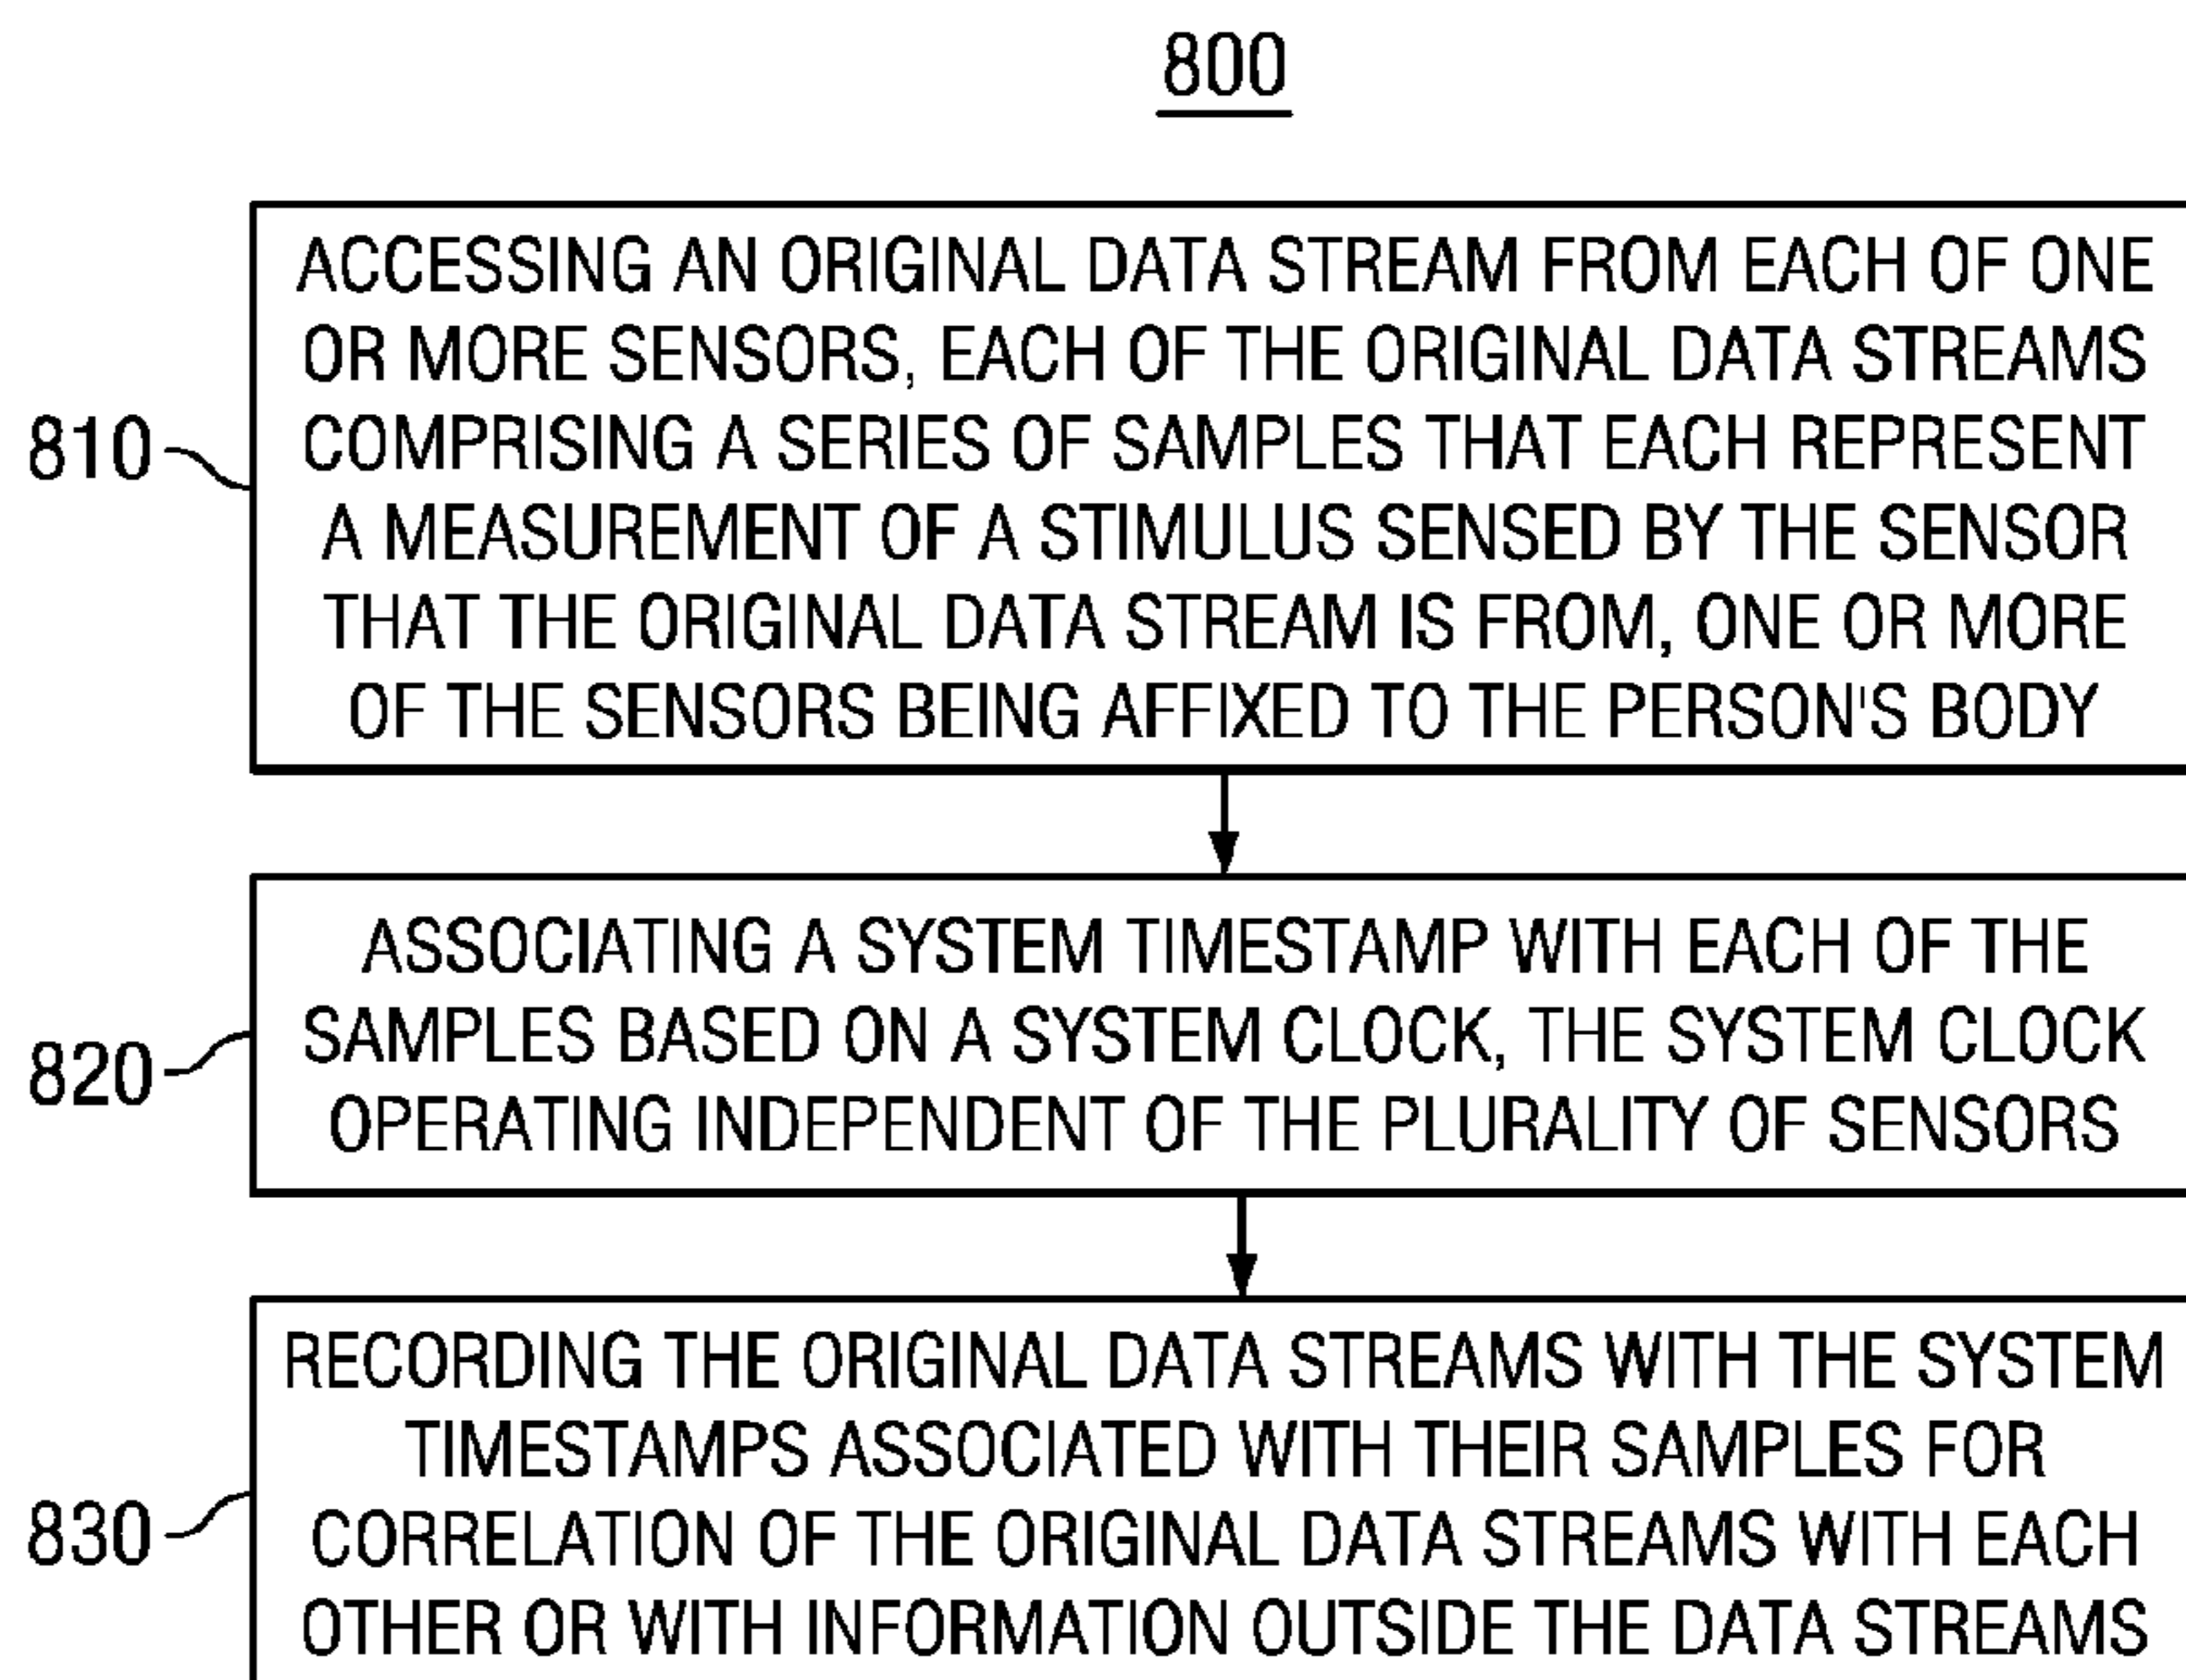 800
ACCESSING AN ORIGINAL DATA STREAM FROM EACH OF ONE
OR MORE SENSORS, EACH OF THE ORIGINAL DATA STREAMS
810
COMPRISING A SERIES OF SAMPLES THAT EACH REPRESENT
A MEASUREMENT OF A STIMULUS SENSED BY THE SENSOR
THAT THE ORIGINAL DATA STREAM IS FROM, ONE OR MORE
OF THE SENSORS BEING AFFIXED TO THE PERSON'S BODY
ASSOCIATING A SYSTEM TIMESTAMP WITH EACH OF THE
SAMPLES BASED ON A SYSTEM CLOCK, THE SYSTEM CLOCK
820
OPERATING INDEPENDENT OF THE PLURALITY OF SENSORS
RECORDING THE ORIGINAL DATA STREAMS WITH THE SYSTEM
TIMESTAMPS ASSOCIATED WITH THEIR SAMPLES FOR
830
CORRELATION OF THE ORIGINAL DATA STREAMS WITH EACH
OTHER OR WITH INFORMATION OUTSIDE THE DATA STREAMS